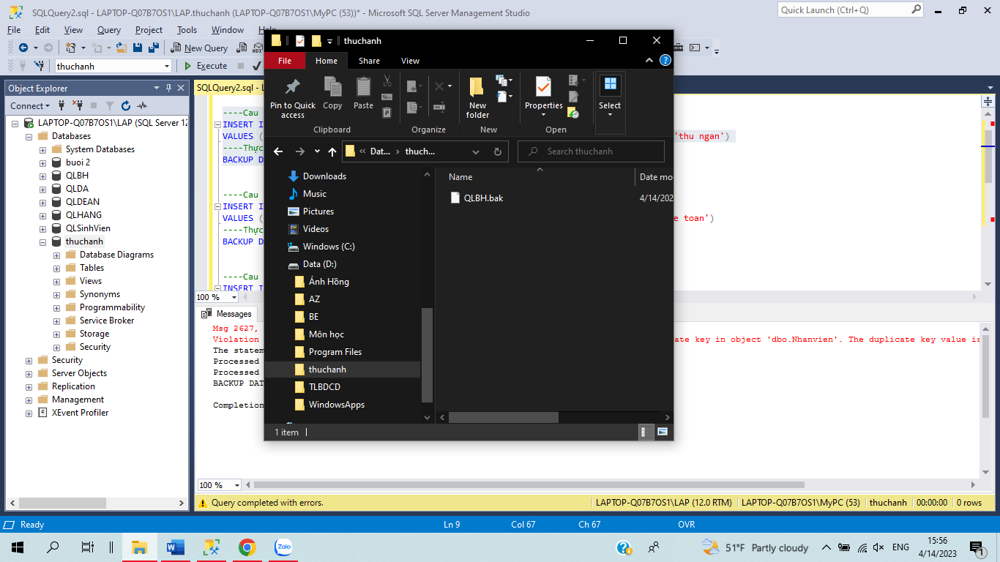 SQLQuery2.sql - LAPTOP-Q07B7OS1\LAP.thuchanh (LAPTOP-Q07B7OS1\MyPC (53))* - Microsoft SQL Server Management Studio
Quick Launch (Ctrl+Q)
File Edit View Query Project Tools Window Help
New Query
thuchanh
Execute
Object Explorer
Connect
LAPTOP-Q07B7OS1\LAP (SQL Server 12
Databases
System Databases
buoi 2
QLBH
QLDA
QLDEAN
QLHANG
QLSinhVien
thuchanh
Database Diagrams
Tables
Views
Synonyms
Programmability
Service Broker
Storage
Security
Security
Server Objects
Replication
Management
XEvent Profiler
SQLQuery2.sql - L
----Cau
INSERT I
VALUES ( 'thu ngan')
----Thực
BACKUP D
----Cau
INSERT I
VALUES ( e toan')
----Thực
BACKUP D
----Cau
INSERT I
100 %
Messages
Msg 2627,
Violation ate key in object 'dbo.Nhanvien'. The duplicate key value is
The statem
Processed
Processed
BACKUP DAT
Completion
100 %
thuchanh
File Home Share View
Pin to Quick access
Copy
Paste
Clipboard
Organize
New folder
New
Properties
Open
Select
Dat... thuch...
Search thuchanh
Downloads
Music
Pictures
Videos
Windows (C:)
Data (D:)
Ánh Hồng
AZ
BE
Môn học
Program Files
thuchanh
TLBDCD
WindowsApps
Name Date mo
QLBH.bak 4/14/202
1 item
Query completed with errors. LAPTOP-Q07B7OS1\LAP (12.0 RTM) LAPTOP-Q07B7OS1\MyPC (53) thuchanh 00:00:00 0 rows
Ready Ln 9 Col 67 Ch 67 OVR
Zalo
51°F Partly cloudy
ENG
15:56
4/14/2023
1